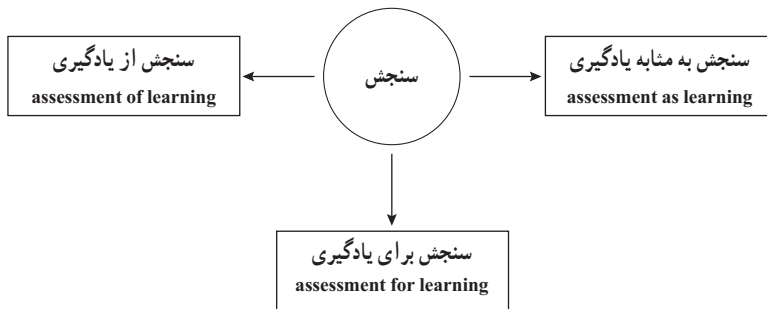 سنجش
سنجش به مثابه یادگیری
assessment as learning
سنجش از یادگیری
assessment of learning
سنجش برای یادگیری
assessment for learning